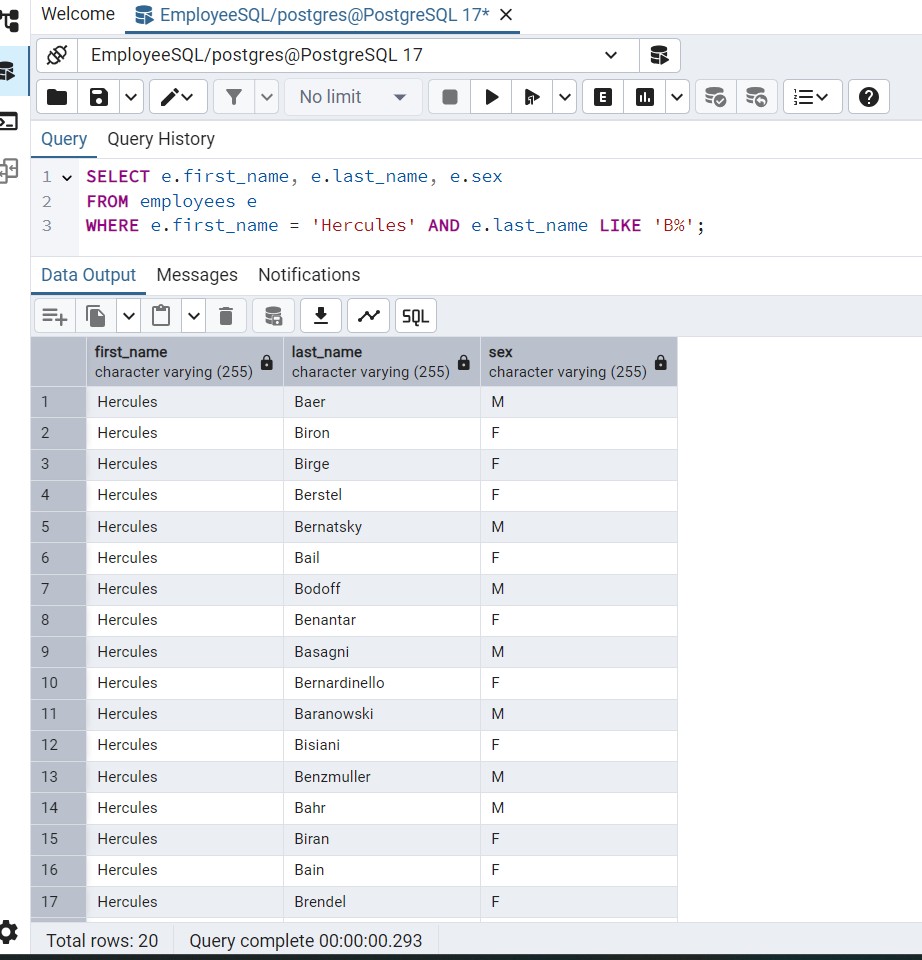 Welcome EmployeeSQL/postgres@PostgreSQL 17*
EmployeeSQL/postgres@PostgreSQL 17
No limit E
Query Query History
1 SELECT e.first_name, e.last_name, e.sex
2 FROM employees e
3 WHERE e.first_name = 'Hercules' AND e.last_name LIKE 'B%';
Data Output Messages Notifications
SQL
first_name last_name sex
character varying (255) character varying (255) character varying (255)
1 Hercules Baer M
2 Hercules Biron F
3 Hercules Birge F
4 Hercules Berstel F
5 Hercules Bernatsky M
6 Hercules Bail F
7 Hercules Bodoff M
8 Hercules Benantar F
9 Hercules Basagni M
10 Hercules Bernardinello F
11 Hercules Baranowski M
12 Hercules Bisiani F
13 Hercules Benzmuller M
14 Hercules Bahr M
15 Hercules Biran F
16 Hercules Bain F
17 Hercules Brendel F
Total rows: 20 Query complete 00:00:00.293